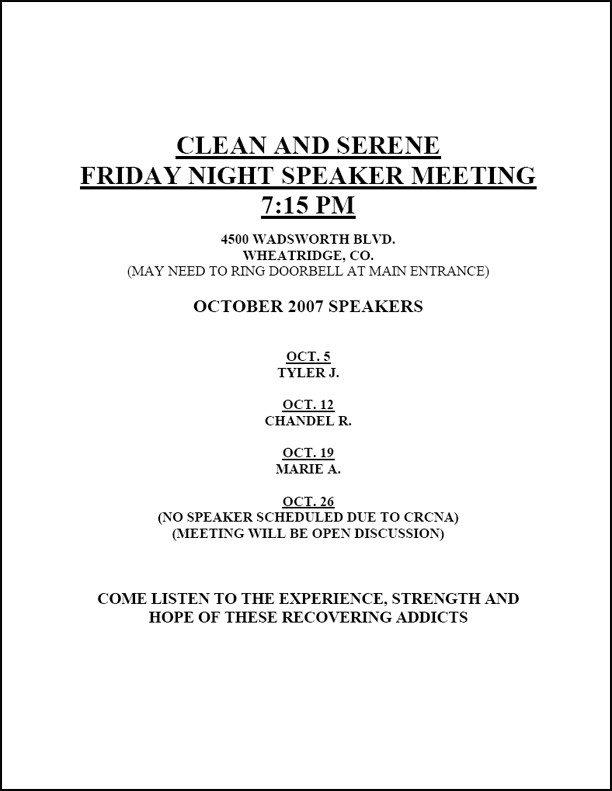 CLEAN AND SERENE
FRIDAY NIGHT SPEAKER MEETING
7:15 PM
4500 WADSWORTH BLVD.
WHEATRIDGE, CO.
(MAY NEED TO RING DOORBELL AT MAIN ENTRANCE)
OCTOBER 2007 SPEAKERS
OCT. 5
TYLER J.
OCT. 12
CHANDEL R.
OCT. 19
MARIE A.
OCT. 26
(NO SPEAKER SCHEDULED DUE TO CRCNA)
(MEETING WILL BE OPEN DISCUSSION)
COME LISTEN TO THE EXPERIENCE, STRENGTH AND
HOPE OF THESE RECOVERING ADDICTS